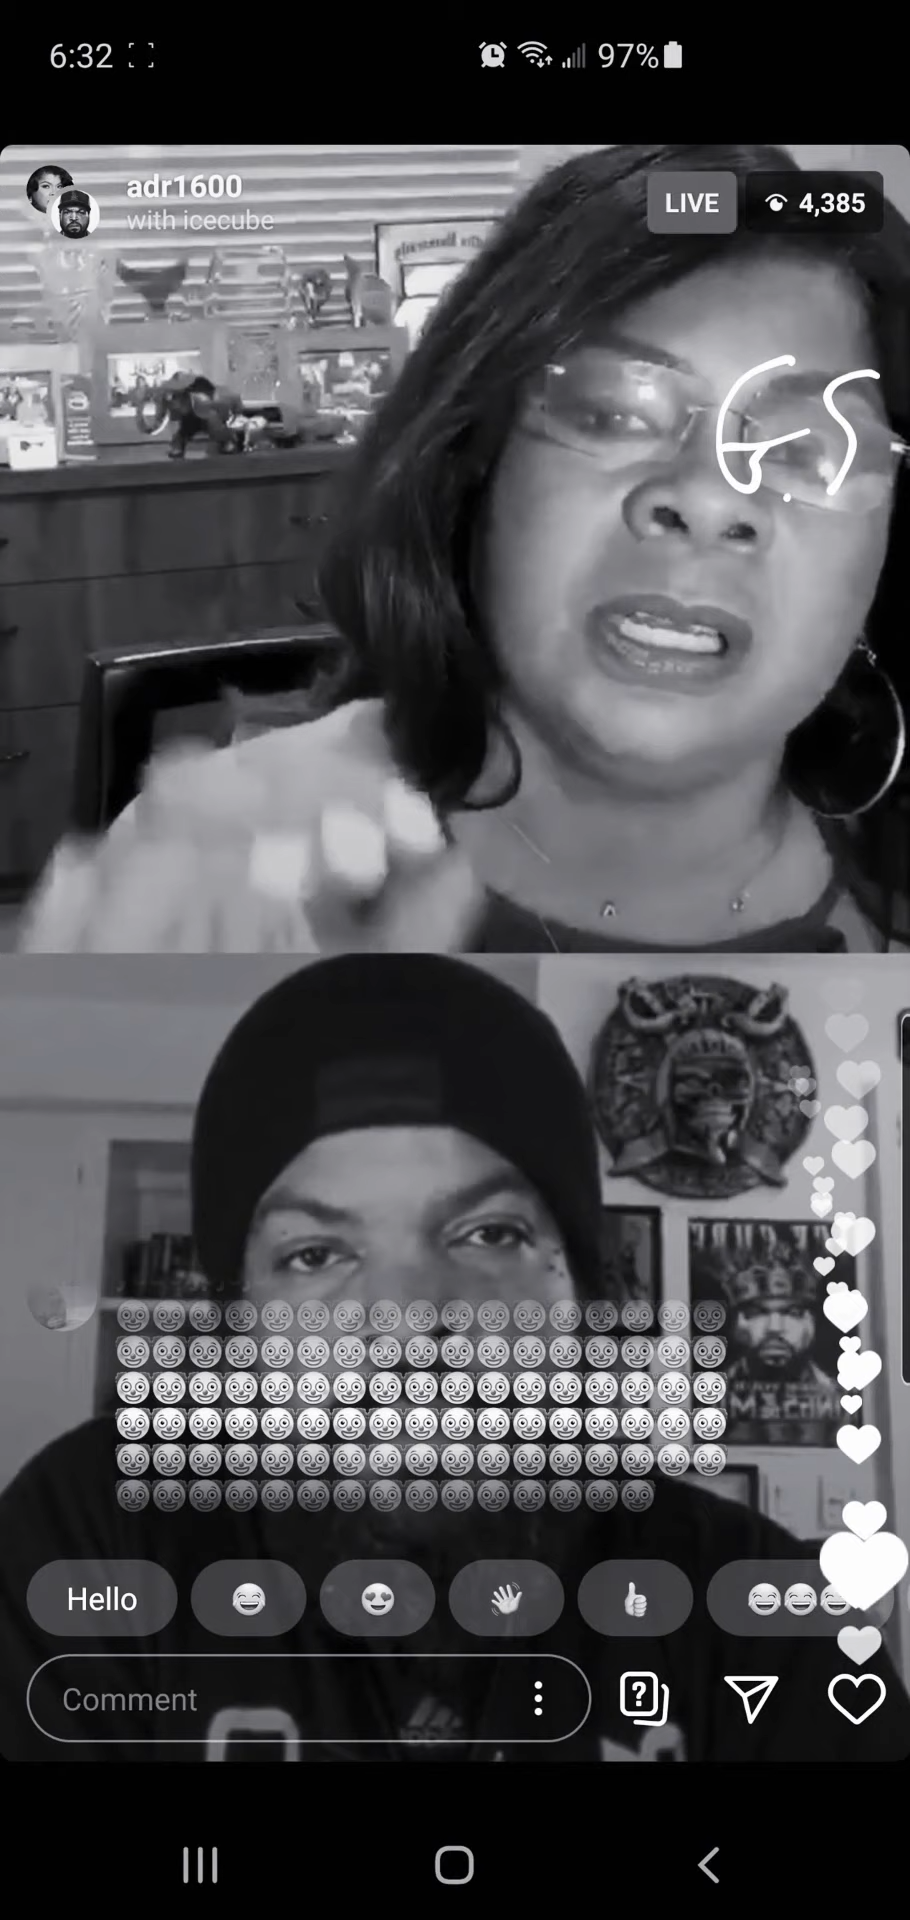 6:32 97%
adr1600
with icecube
LIVE 4,385
G.S
Hello
Comment